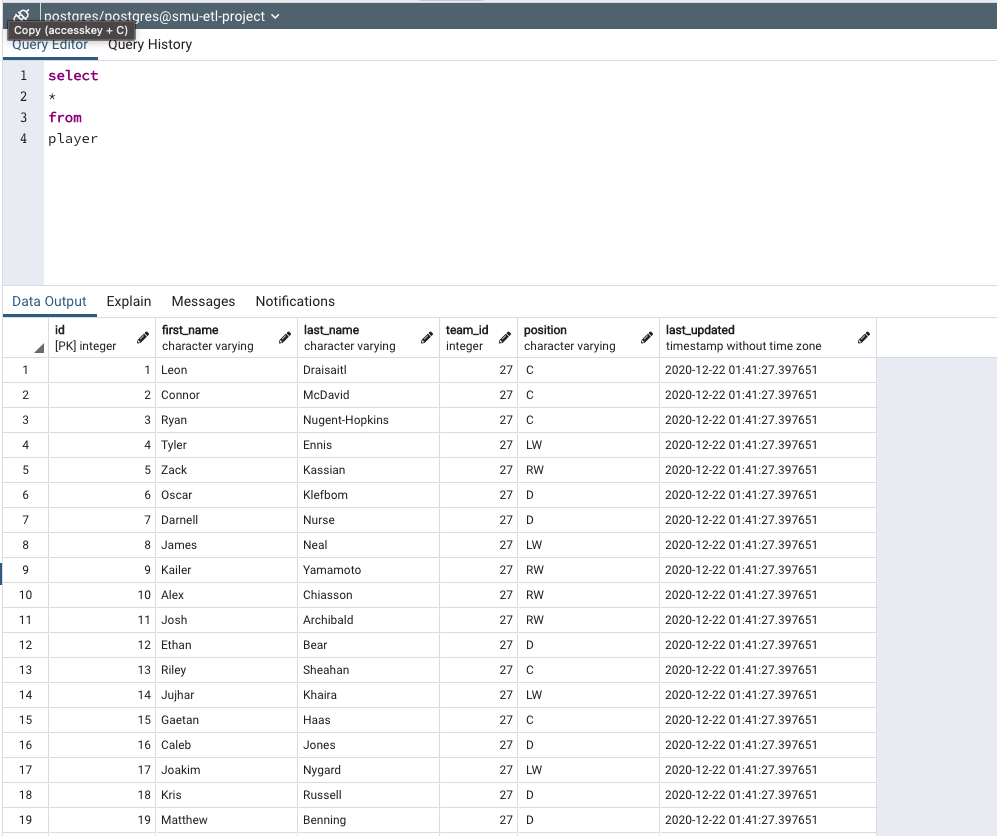 postgres/postgres@smu-etl-project
Copy (accesskey + C)
Query Editor Query History
1 select
2 *
3 from
4 player
Data Output Explain Messages Notifications
id first_name last_name team_id position last_updated
[PK] integer character varying character varying integer character varying timestamp without time zone
1 1 Leon Draisaitl 27 C 2020-12-22 01:41:27.397651
2 2 Connor McDavid 27 C 2020-12-22 01:41:27.397651
3 3 Ryan Nugent-Hopkins 27 C 2020-12-22 01:41:27.397651
4 4 Tyler Ennis 27 LW 2020-12-22 01:41:27.397651
5 5 Zack Kassian 27 RW 2020-12-22 01:41:27.397651
6 6 Oscar Klefbom 27 D 2020-12-22 01:41:27.397651
7 7 Darnell Nurse 27 D 2020-12-22 01:41:27.397651
8 8 James Neal 27 LW 2020-12-22 01:41:27.397651
9 9 Kailer Yamamoto 27 RW 2020-12-22 01:41:27.397651
10 10 Alex Chiasson 27 RW 2020-12-22 01:41:27.397651
11 11 Josh Archibald 27 RW 2020-12-22 01:41:27.397651
12 12 Ethan Bear 27 D 2020-12-22 01:41:27.397651
13 13 Riley Sheahan 27 C 2020-12-22 01:41:27.397651
14 14 Jujhar Khaira 27 LW 2020-12-22 01:41:27.397651
15 15 Gaetan Haas 27 C 2020-12-22 01:41:27.397651
16 16 Caleb Jones 27 D 2020-12-22 01:41:27.397651
17 17 Joakim Nygard 27 LW 2020-12-22 01:41:27.397651
18 18 Kris Russell 27 D 2020-12-22 01:41:27.397651
19 19 Matthew Benning 27 D 2020-12-22 01:41:27.397651